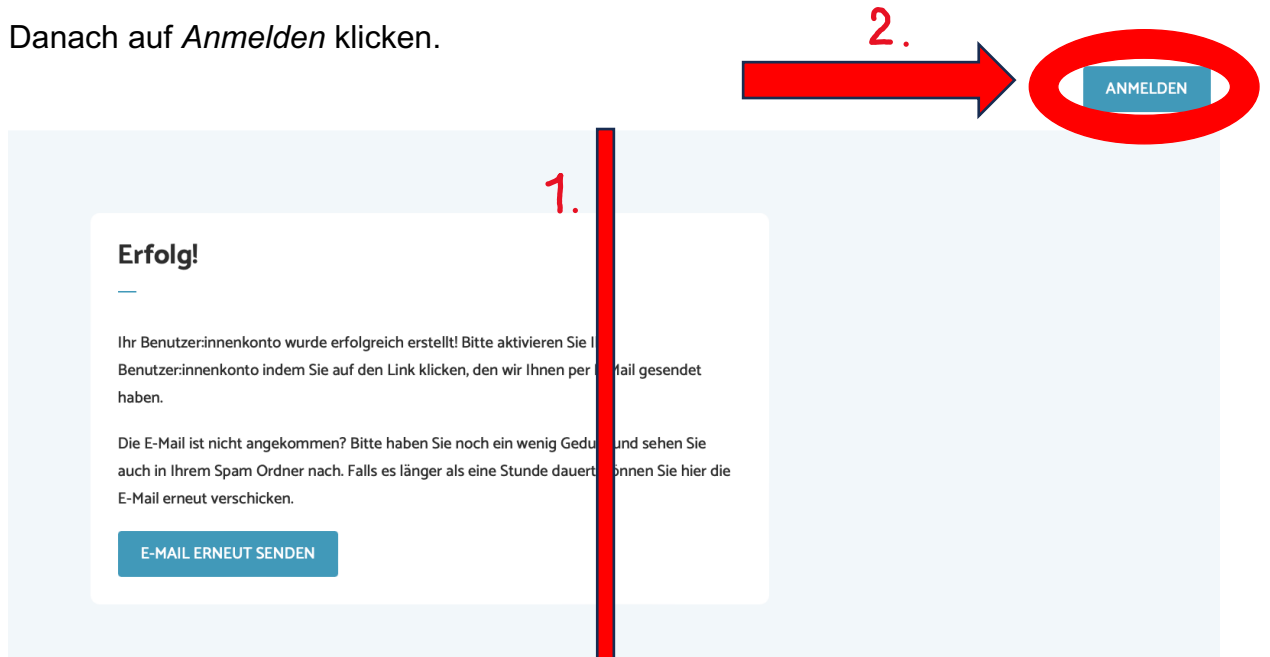 Danach auf Anmelden klicken.
2.
ANMELDEN
1.
Erfolg!
Ihr Benutzer:innenkonto wurde erfolgreich erstellt! Bitte aktivieren Sie
Benutzer:innenkonto indem Sie auf den Link klicken, den wir Ihnen per Mail gesendet
haben.
Die E-Mail ist nicht angekommen? Bitte haben Sie noch ein wenig und sehen Sie
auch in Ihrem Spam Ordner nach. Falls es länger als eine Stunde dauert Sie hier die
E-Mail erneut verschicken.
E-MAIL ERNEUT SENDEN